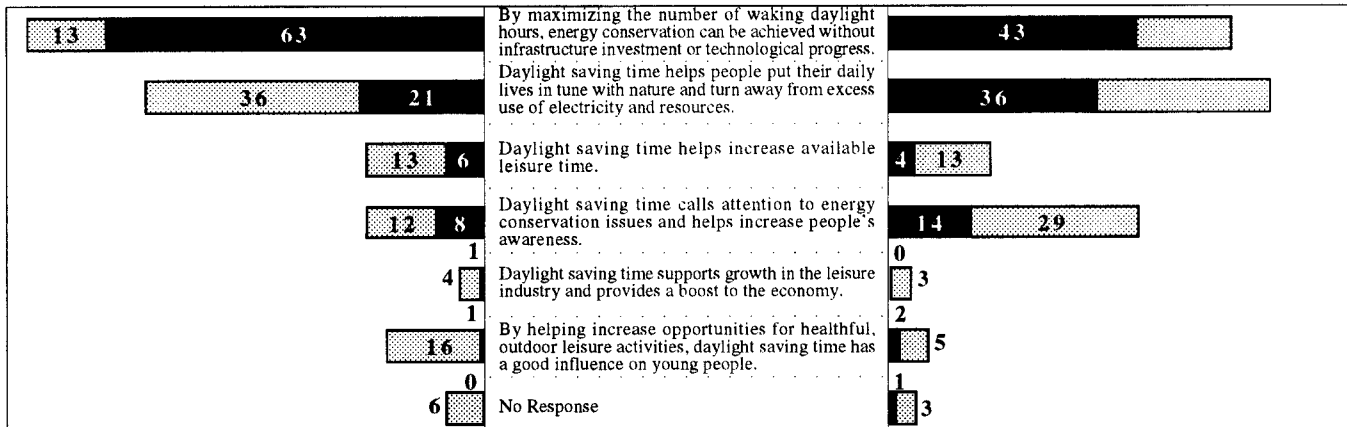 13 63
By maximizing the number of waking daylight
hours, energy conservation can be achieved without
infrastructure investment or technological progress.
43
36 21
Daylight saving time helps people put their daily
lives in tune with nature and turn away from excess
use of electricity and resources.
36
13 6
Daylight saving time helps increase available
leisure time.
4 13
12 8
Daylight saving time calls attention to energy
conservation issues and helps increase people's
awareness.
14 29
1
0
4
Daylight saving time supports growth in the leisure
industry and provides a boost to the economy.
3
1
2
16
By helping increase opportunities for healthful,
outdoor leisure activities, daylight saving time has
a good influence on young people.
5
0
1
6
No Response
3